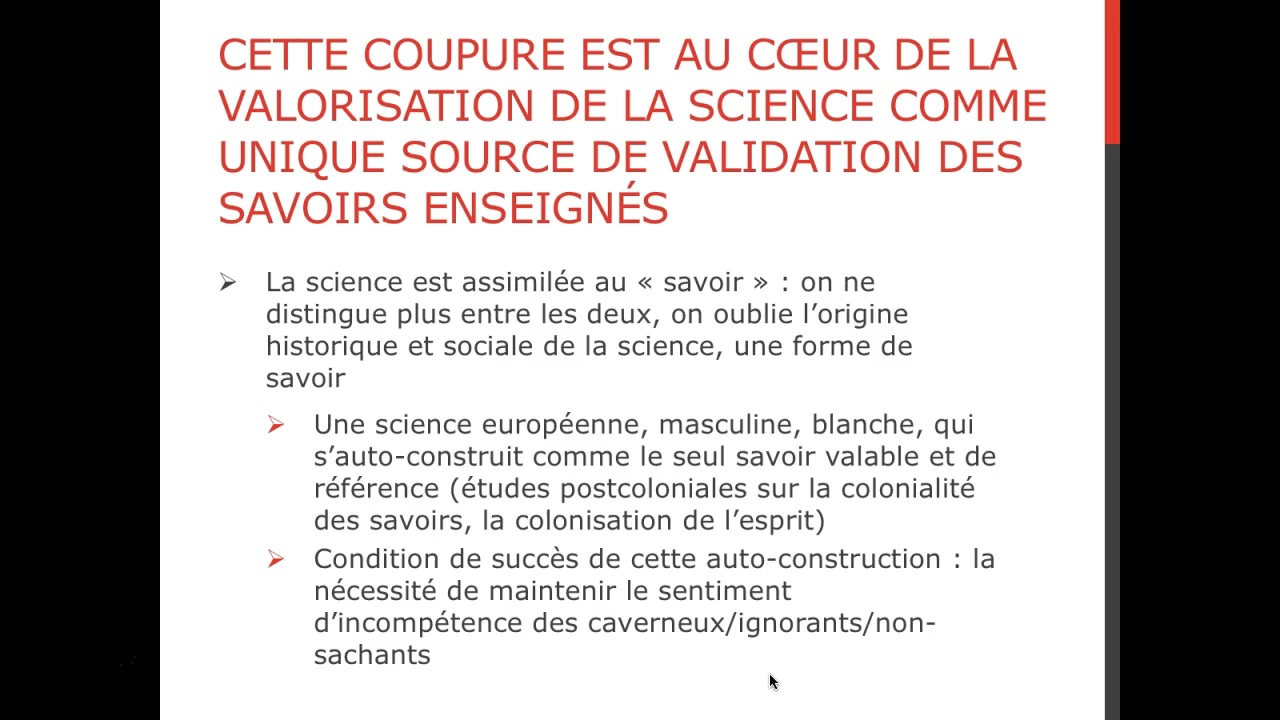 CETTE COUPURE EST AU CŒUR DE LA
VALORISATION DE LA SCIENCE COMME
UNIQUE SOURCE DE VALIDATION DES
SAVOIRS ENSEIGNÉS
La science est assimilée au « savoir » : on ne
distingue plus entre les deux, on oublie l’origine
historique et sociale de la science, une forme de
savoir
Une science européenne, masculine, blanche, qui
s’auto-construit comme le seul savoir valable et de
référence (études postcoloniales sur la colonialité
des savoirs, la colonisation de l’esprit)
Condition de succès de cette auto-construction : la
nécessité de maintenir le sentiment
d’incompétence des caverneux/ignorants/non-
sachants